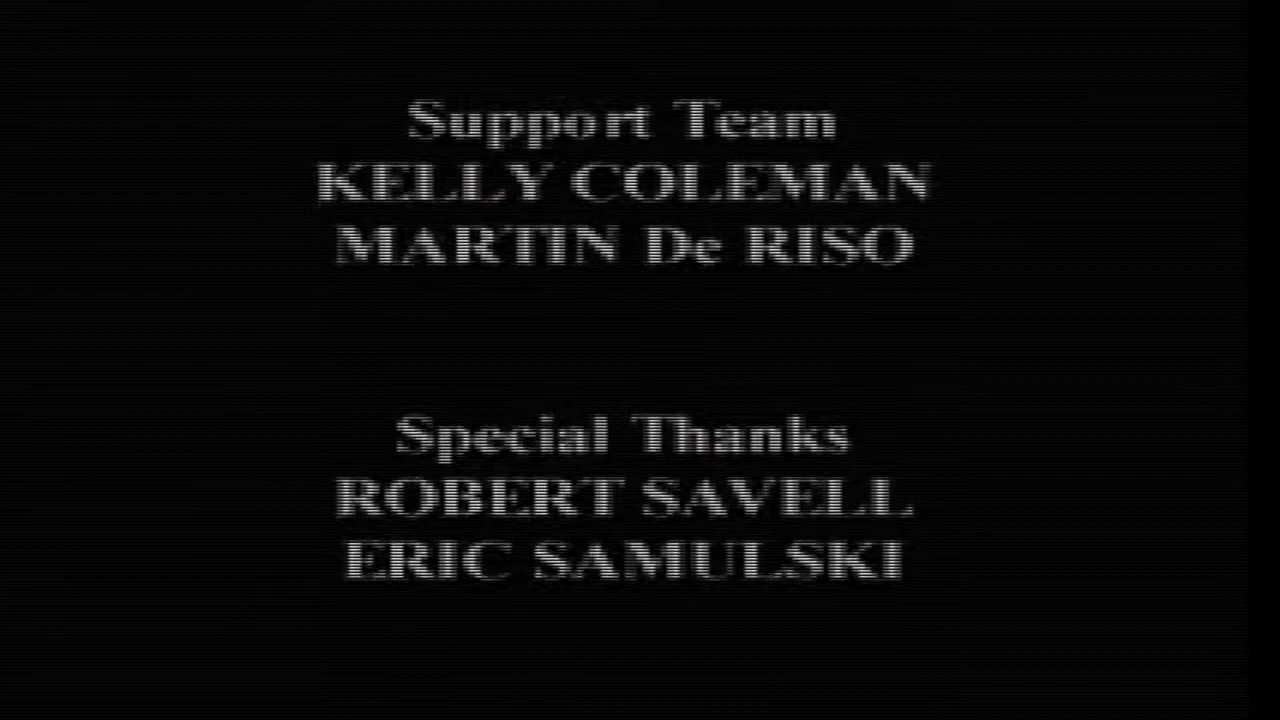 Support Team
KELLY COLEMAN
MARTIN De RISO
Special Thanks
ROBERT SAVELL
ERIC SAMULSKI